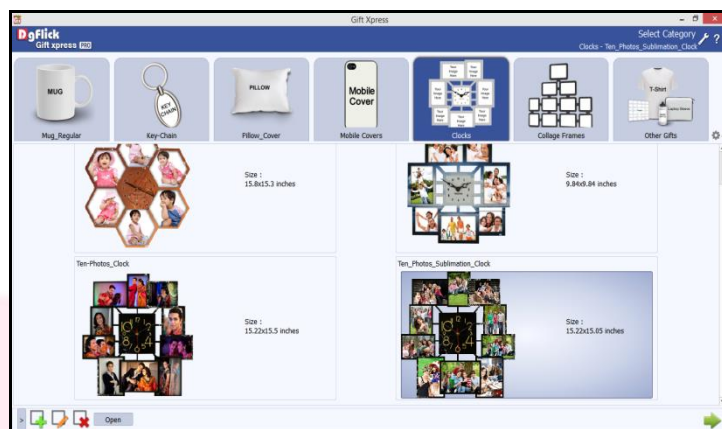 Gift Xpress
DgFlick
Gift xpress PRO
Select Category
Clocks - Ten_Photos_Sublimation_Clock
?
MUG
KEY CHAIN
PILLOW
Mobile
Cover
T-Shirt
Mug_Regular
Key-Chain
Pillow_Cover
Mobile Covers
Clocks
Collage Frames
Other Gifts
Size :
15.8x15.3 inches
Size :
9.84x9.84 inches
Ten-Photos_Clock
Size :
15.22x15.5 inches
Ten_Photos_Sublimation_Clock
Size :
15.22x15.05 inches
>
Open